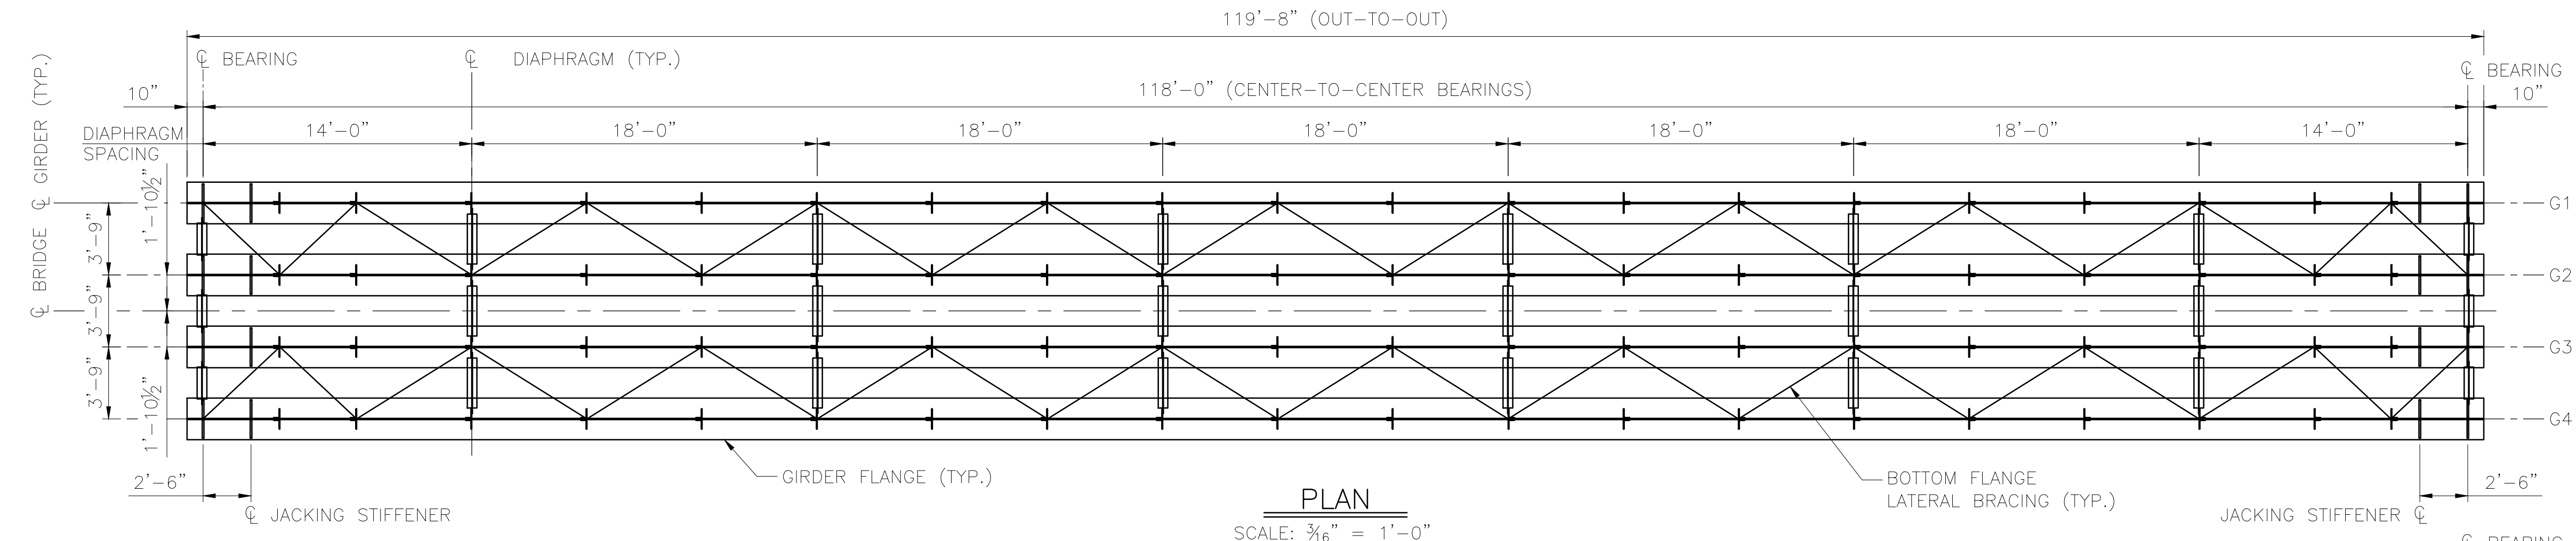 119'-8" (OUT-TO-OUT)
℄ BEARING
℄ DIAPHRAGM (TYP.)
℄ BEARING
10"
118'-0" (CENTER-TO-CENTER BEARINGS)
10"
DIAPHRAGM
SPACING
14'-0"
18'-0"
18'-0"
18'-0"
18'-0"
18'-0"
14'-0"
℄ GIRDER (TYP.)
℄ BRIDGE
3'-9"
3'-9"
3'-9"
1'-10½"
1'-10½"
G1
G2
G3
G4
2'-6"
℄ JACKING STIFFENER
GIRDER FLANGE (TYP.)
BOTTOM FLANGE
LATERAL BRACING (TYP.)
2'-6"
JACKING STIFFENER ℄
PLAN
SCALE: 3⁄16" = 1'-0"
℄ BEARING